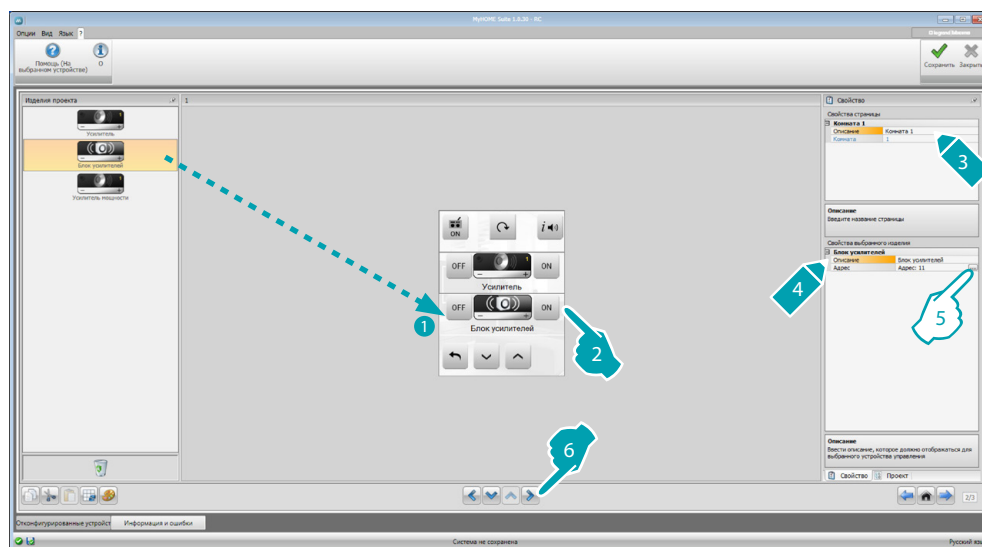 MyHOME Suite 1.0.30 - RC
Опции Вид Язык ?
Помощь (На выбранном устройстве)
О
Сохранить Закрыть
Изделия проекта
1
Усилитель
Блок усилителей
Усилитель мощности
ON
i
OFF
ON
Усилитель
OFF
ON
Блок усилителей
1
2
Свойство
Свойства страницы
Комната 1
Описание Комната 1
Комната 1
3
Описание
Введите название страницы
Свойства выбранного изделия
Блок усилителей
Описание Блок усилителей
Адрес Адрес: 11
4
5
Описание
Ввести описание, которое должно отображаться для
выбранного устройства управления
Свойство Проект
6
2/3
Отконфигурированные устройст Информация и ошибки
Система не сохранена
Русский язы